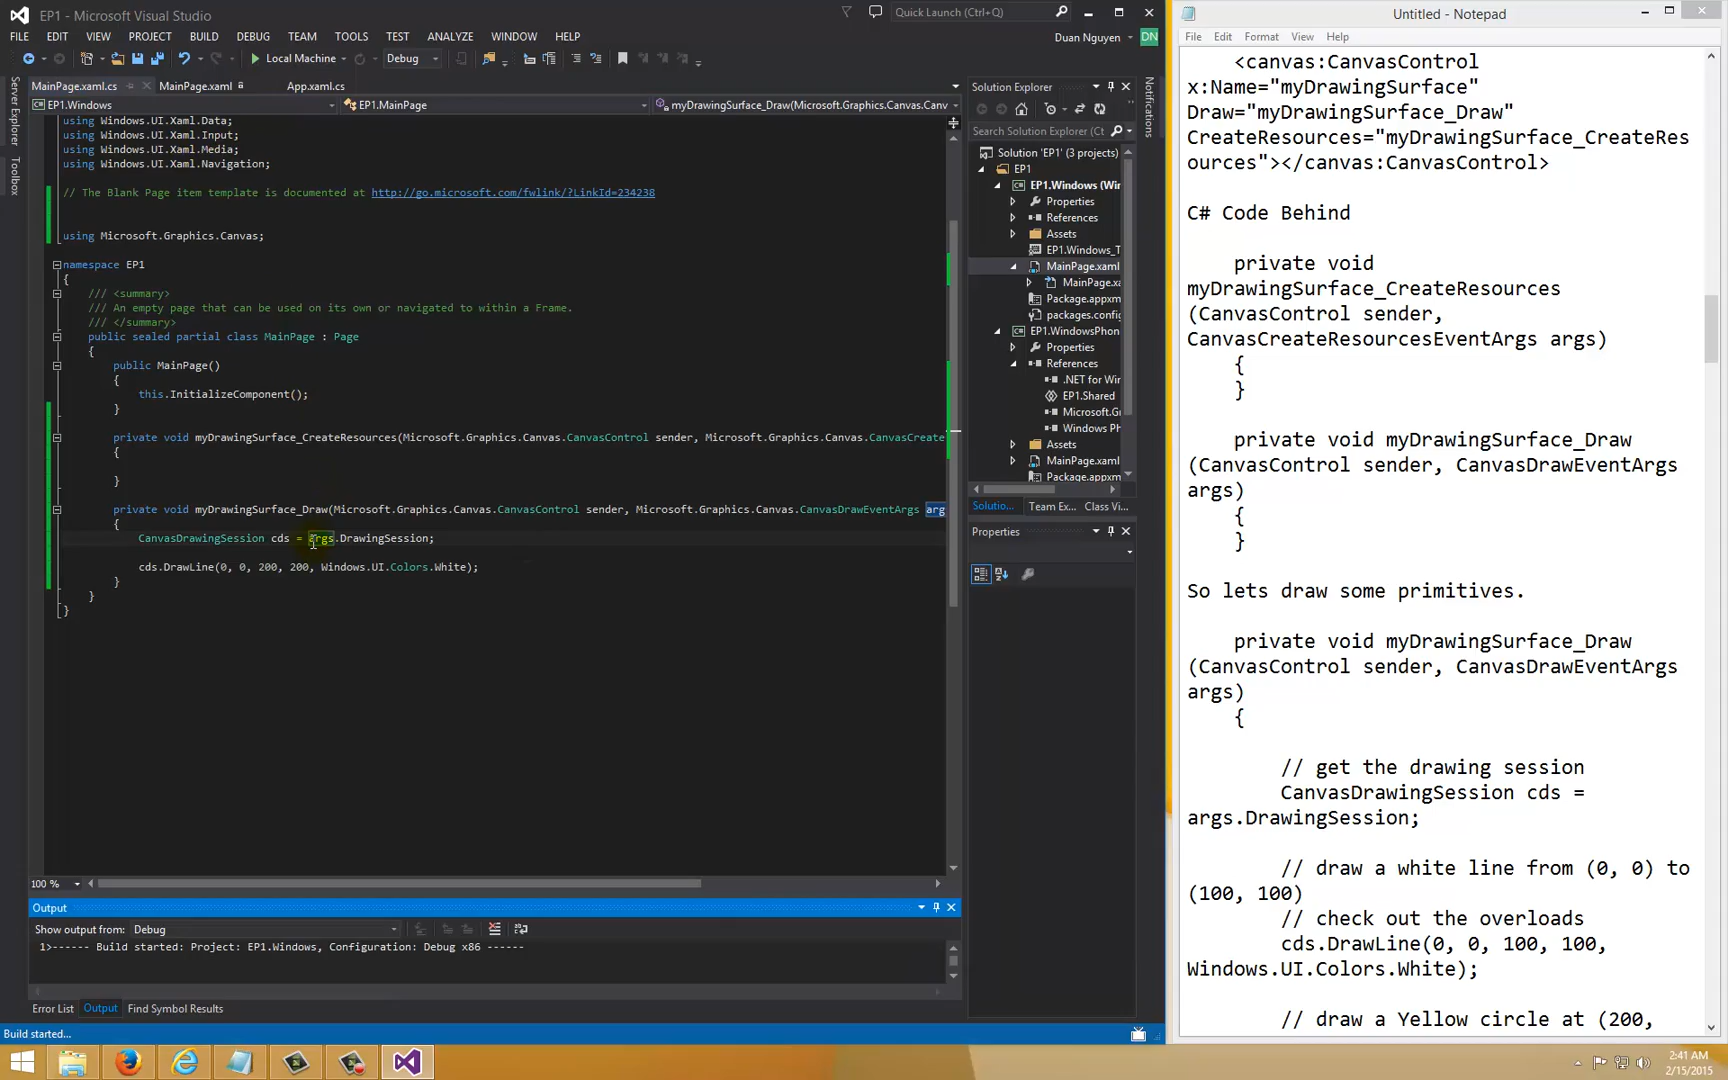 EP1 - Microsoft Visual Studio
Quick Launch (Ctrl+Q)
FILE EDIT VIEW PROJECT BUILD DEBUG TEAM TOOLS TEST ANALYZE WINDOW HELP
Duan Nguyen DN
Local Machine Debug
MainPage.xaml.cs MainPage.xaml App.xaml.cs
EP1.Windows EP1.MainPage myDrawingSurface_Draw(Microsoft.Graphics.Canvas.Canv
Server Explorer
Toolbox
using Windows.UI.Xaml.Data;
using Windows.UI.Xaml.Input;
using Windows.UI.Xaml.Media;
using Windows.UI.Xaml.Navigation;
// The Blank Page item template is documented at http://go.microsoft.com/fwlink/?LinkId=234238
using Microsoft.Graphics.Canvas;
namespace EP1
{
/// <summary>
/// An empty page that can be used on its own or navigated to within a Frame.
/// </summary>
public sealed partial class MainPage : Page
{
public MainPage()
{
this.InitializeComponent();
}
private void myDrawingSurface_CreateResources(Microsoft.Graphics.Canvas.CanvasControl sender, Microsoft.Graphics.Canvas.CanvasCreate
{
}
private void myDrawingSurface_Draw(Microsoft.Graphics.Canvas.CanvasControl sender, Microsoft.Graphics.Canvas.CanvasDrawEventArgs arg
{
CanvasDrawingSession cds = args.DrawingSession;
cds.DrawLine(0, 0, 200, 200, Windows.UI.Colors.White);
}
}
}
100 %
Output
Show output from: Debug
1>------ Build started: Project: EP1.Windows, Configuration: Debug x86 ------
Error List Output Find Symbol Results
Build started...
Solution Explorer
Search Solution Explorer (Ct
Solution 'EP1' (3 projects)
EP1
EP1.Windows (Wir
Properties
References
Assets
EP1.Windows_T
MainPage.xaml
MainPage.xa
Package.appxm
packages.config
EP1.WindowsPhon
Properties
References
.NET for Wir
EP1.Shared
Microsoft.Gr
Windows Ph
Assets
MainPage.xaml
Package.appxm
Solutio... Team Ex... Class Vi...
Properties
Notifications
Untitled - Notepad
File Edit Format View Help
<canvas:CanvasControl
x:Name="myDrawingSurface"
Draw="myDrawingSurface_Draw"
CreateResources="myDrawingSurface_CreateRes
ources"></canvas:CanvasControl>
C# Code Behind
private void
myDrawingSurface_CreateResources
(CanvasControl sender,
CanvasCreateResourcesEventArgs args)
{
}
private void myDrawingSurface_Draw
(CanvasControl sender, CanvasDrawEventArgs
args)
{
}
So lets draw some primitives.
private void myDrawingSurface_Draw
(CanvasControl sender, CanvasDrawEventArgs
args)
{
// get the drawing session
CanvasDrawingSession cds =
args.DrawingSession;
// draw a white line from (0, 0) to
(100, 100)
// check out the overloads
cds.DrawLine(0, 0, 100, 100,
Windows.UI.Colors.White);
// draw a Yellow circle at (200,
2:41 AM
2/15/2015